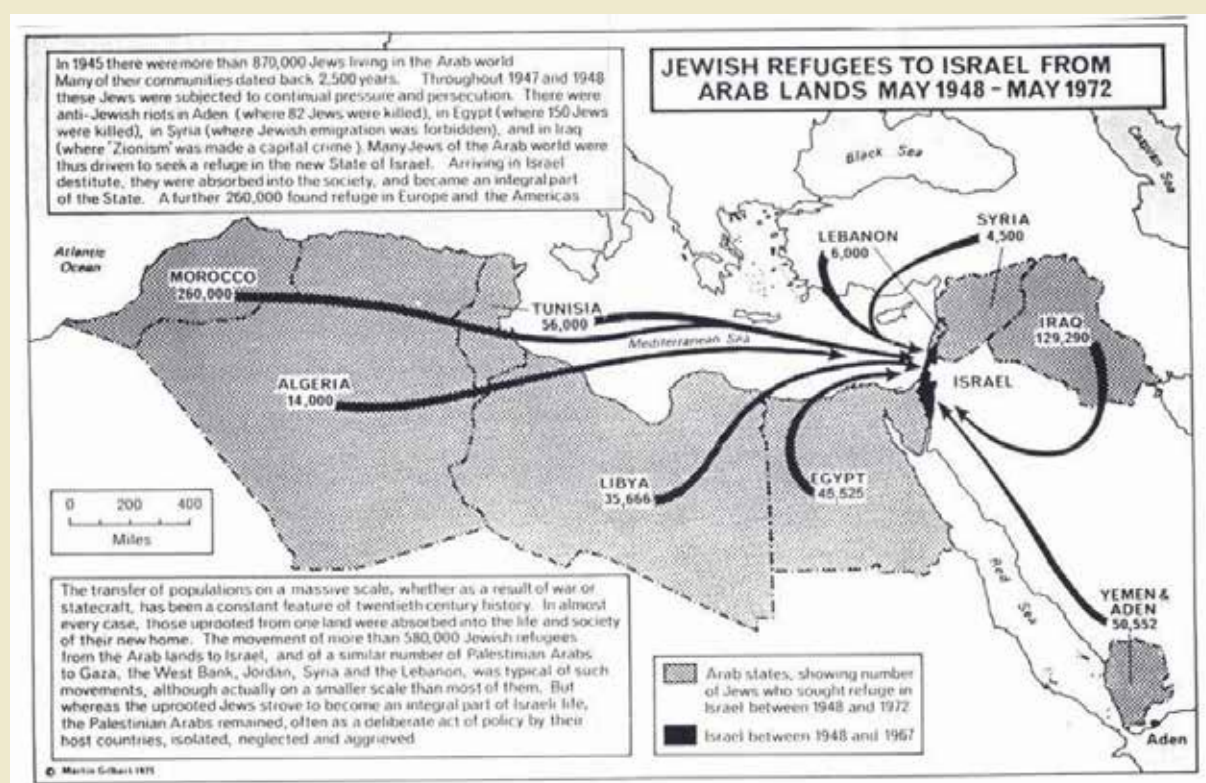 In 1945 there were more than 870,000 Jews living in the Arab world
Many of their communities dated back 2,500 years. Throughout 1947 and 1948
these Jews were subjected to continual pressure and persecution. There were
anti-Jewish riots in Aden (where 82 Jews were killed), in Egypt (where 150 Jews
were killed), in Syria (where Jewish emigration was forbidden), and in Iraq
(where 'Zionism' was made a capital crime). Many Jews of the Arab world were
thus driven to seek a refuge in the new State of Israel. Arriving in Israel
destitute, they were absorbed into the society, and became an integral part
of the State. A further 260,000 found refuge in Europe and the Americas
JEWISH REFUGEES TO ISRAEL FROM
ARAB LANDS MAY 1948 – MAY 1972
Black Sea
Caspian Sea
Atlantic
Ocean
SYRIA
4,500
LEBANON
6,000
MOROCCO
260,000
TUNISIA
56,000
IRAQ
129,290
Mediterranean Sea
ALGERIA
14,000
ISRAEL
LIBYA
35,666
EGYPT
45,525
0 200 400
Miles
Red Sea
YEMEN &
ADEN
50,552
Aden
The transfer of populations on a massive scale, whether as a result of war or
statecraft, has been a constant feature of twentieth century history. In almost
every case, those uprooted from one land were absorbed into the life and society
of their new home. The movement of more than 580,000 Jewish refugees
from the Arab lands to Israel, and of a similar number of Palestinian Arabs
to Gaza, the West Bank, Jordan, Syria and the Lebanon, was typical of such
movements, although actually on a smaller scale than most of them. But
whereas the uprooted Jews strove to become an integral part of Israeli life,
the Palestinian Arabs remained, often as a deliberate act of policy by their
host countries, isolated, neglected and aggrieved
Arab states, showing number
of Jews who sought refuge in
Israel between 1948 and 1972
Israel between 1948 and 1967
© Martin Gilbert 1975